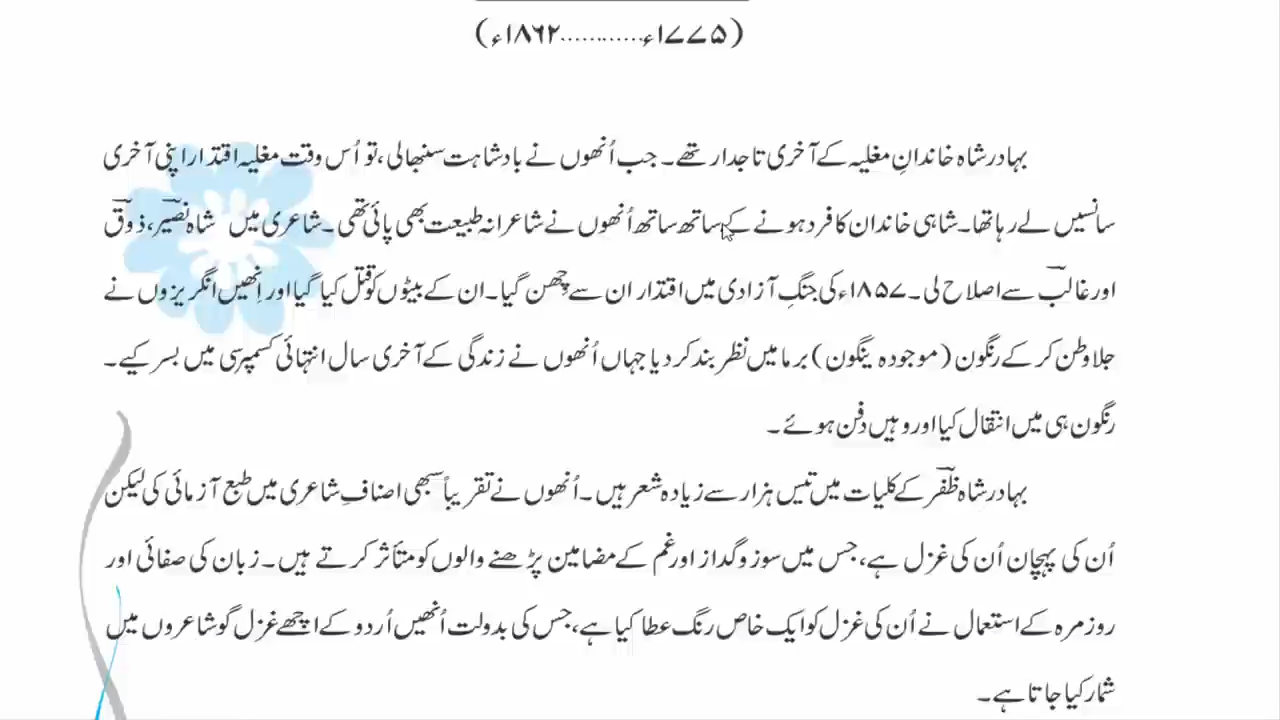 (۱۷۷۵ء............۱۸۶۲ء)
بہادر شاہ خاندانِ مغلیہ کے آخری تاجدار تھے۔ جب اُنھوں نے بادشاہت سنبھالی، تو اُس وقت مغلیہ اقتدار اپنی آخری
سانسیں لے رہا تھا۔ شاہی خاندان کا فرد ہونے کے ساتھ ساتھ اُنھوں نے شاعرانہ طبیعت بھی پائی تھی۔ شاعری میں شاہ نصیؔر، ذوقؔ
اور غالبؔ سے اصلاح لی۔ ۱۸۵۷ء کی جنگِ آزادی میں اقتدار ان سے چِھن گیا۔ ان کے بیٹوں کو قتل کیا گیا اور اِنھیں انگریزوں نے
جلا وطن کر کے رنگون (موجودہ ینگون) برما میں نظر بند کر دیا جہاں اُنھوں نے زندگی کے آخری سال انتہائی کسمپرسی میں بسر کیے۔
رنگون ہی میں انتقال کیا اور وہیں دفن ہوئے۔
بہادر شاہ ظفؔر کے کلیات میں تیس ہزار سے زیادہ شعر ہیں۔ اُنھوں نے تقریباً سبھی اصنافِ شاعری میں طبع آزمائی کی لیکن
اُن کی پہچان اُن کی غزل ہے، جس میں سوز و گداز اور غم کے مضامین پڑھنے والوں کو متأثر کرتے ہیں۔ زبان کی صفائی اور
روزمرہ کے استعمال نے اُن کی غزل کو ایک خاص رنگ عطا کیا ہے، جس کی بدولت اُنھیں اُردو کے اچھے غزل گو شاعروں میں
شمار کیا جاتا ہے۔